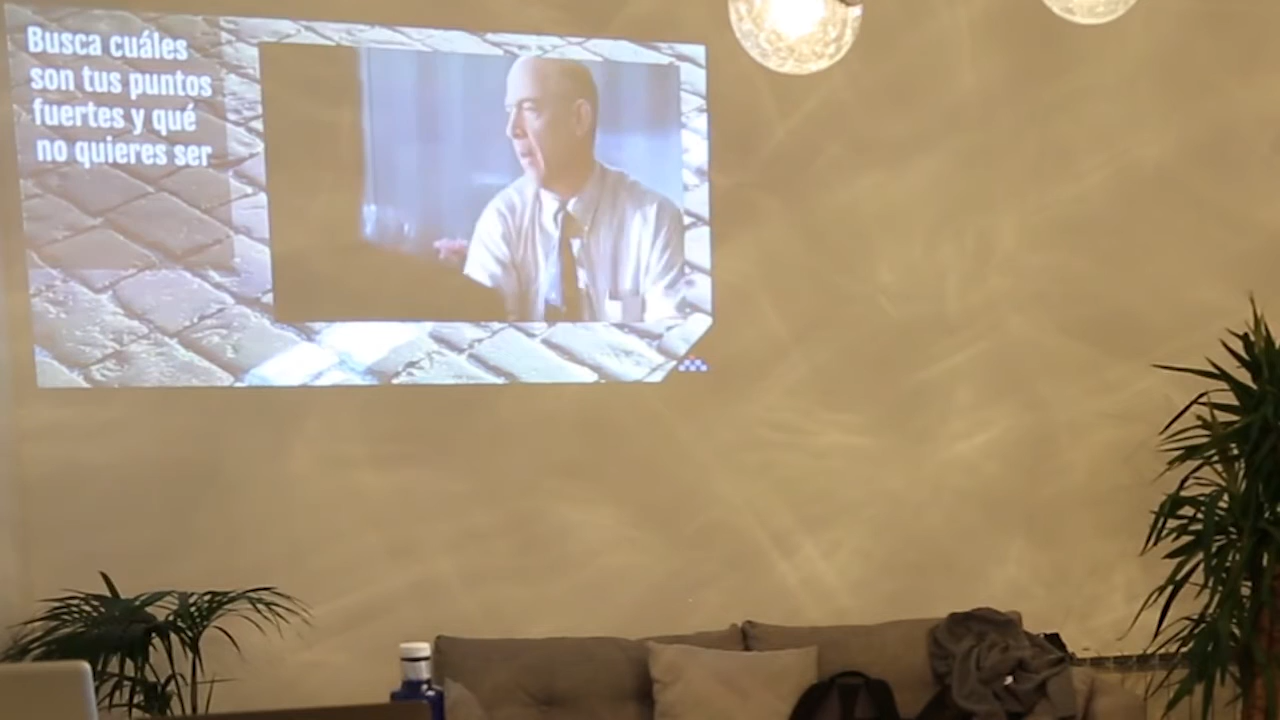 Busca cuáles
son tus puntos
fuertes y qué
no quieres ser